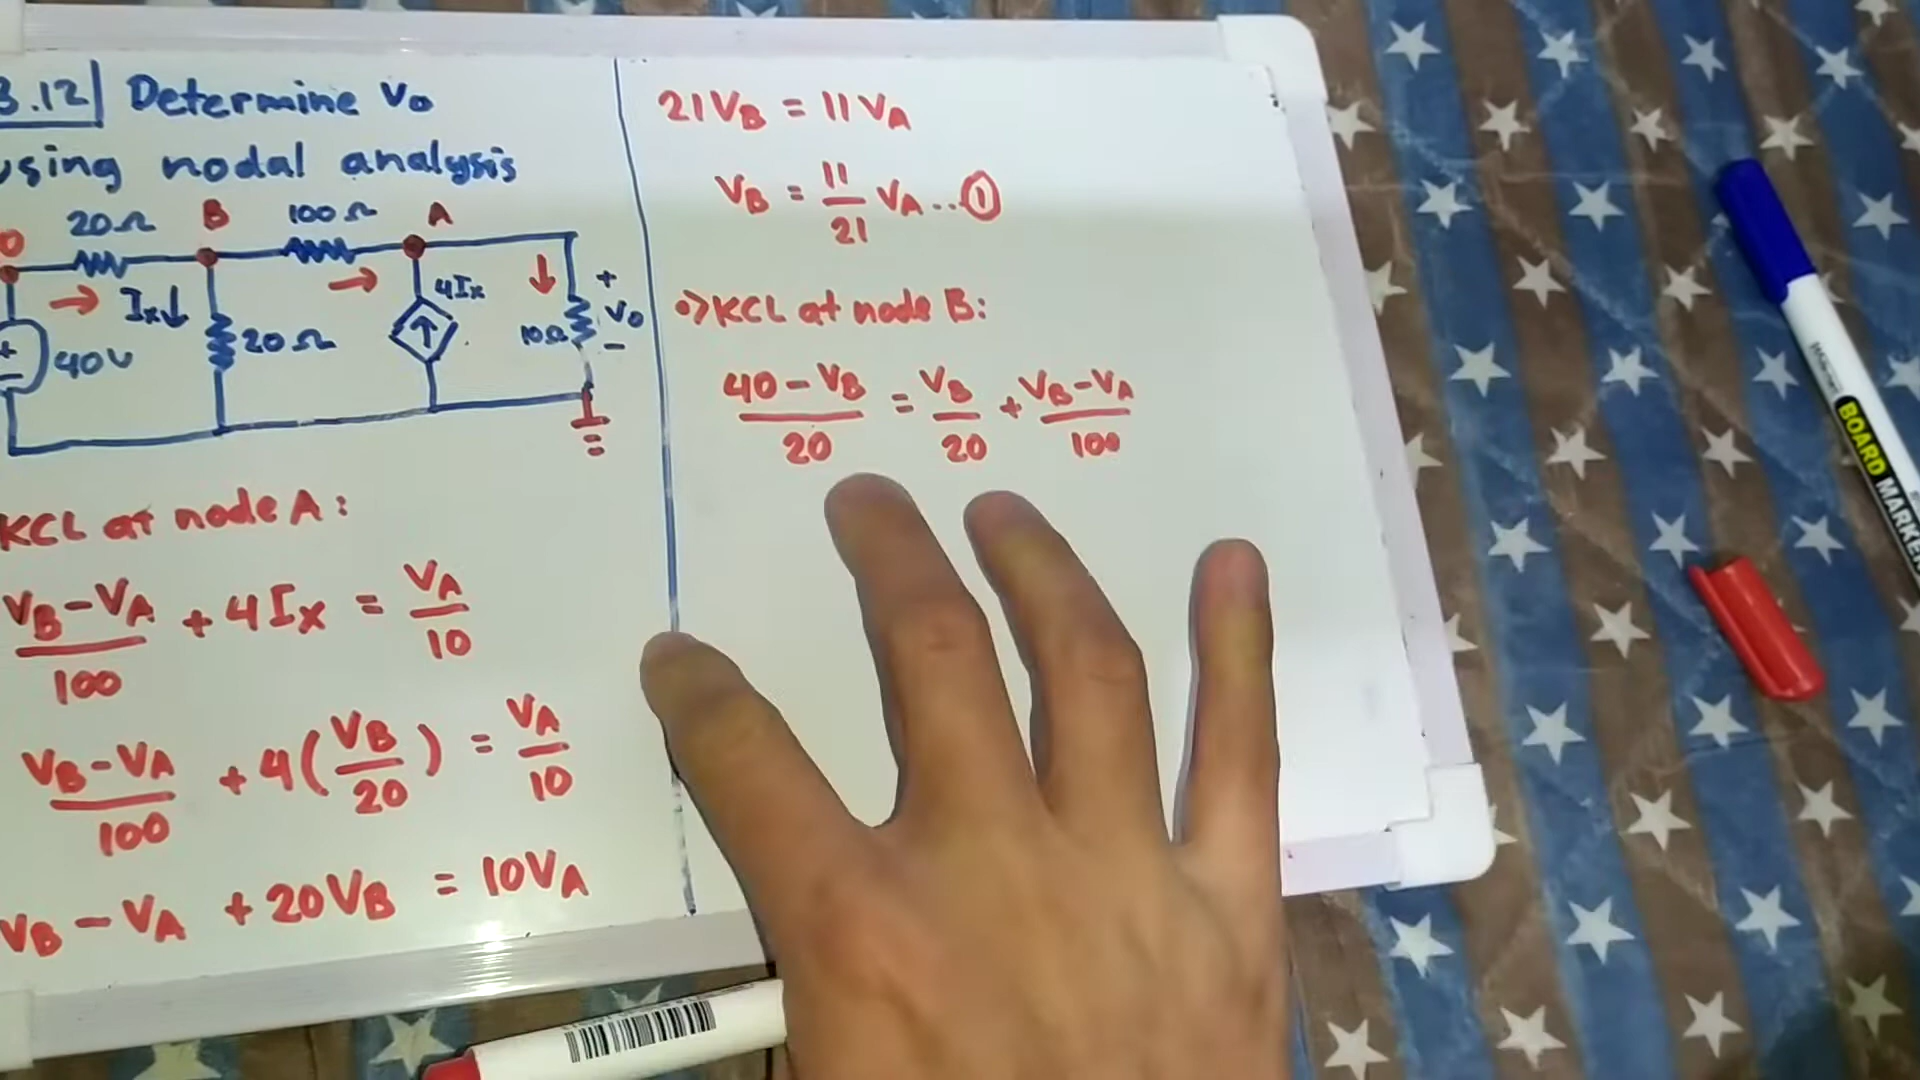 3.12 Determine Vo
using nodal analysis
20Ω B 100Ω A
Ix↓ 4Ix +
40V 20Ω 10Ω Vo
-
KCL at node A:
VB-VA/100 + 4Ix = VA/10
VB-VA/100 + 4(VB/20) = VA/10
VB - VA + 20VB = 10VA
21VB = 11VA
VB = 11/21 VA ... ①
KCL at node B:
40-VB/20 = VB/20 + VB-VA/100
BOARD MARKER